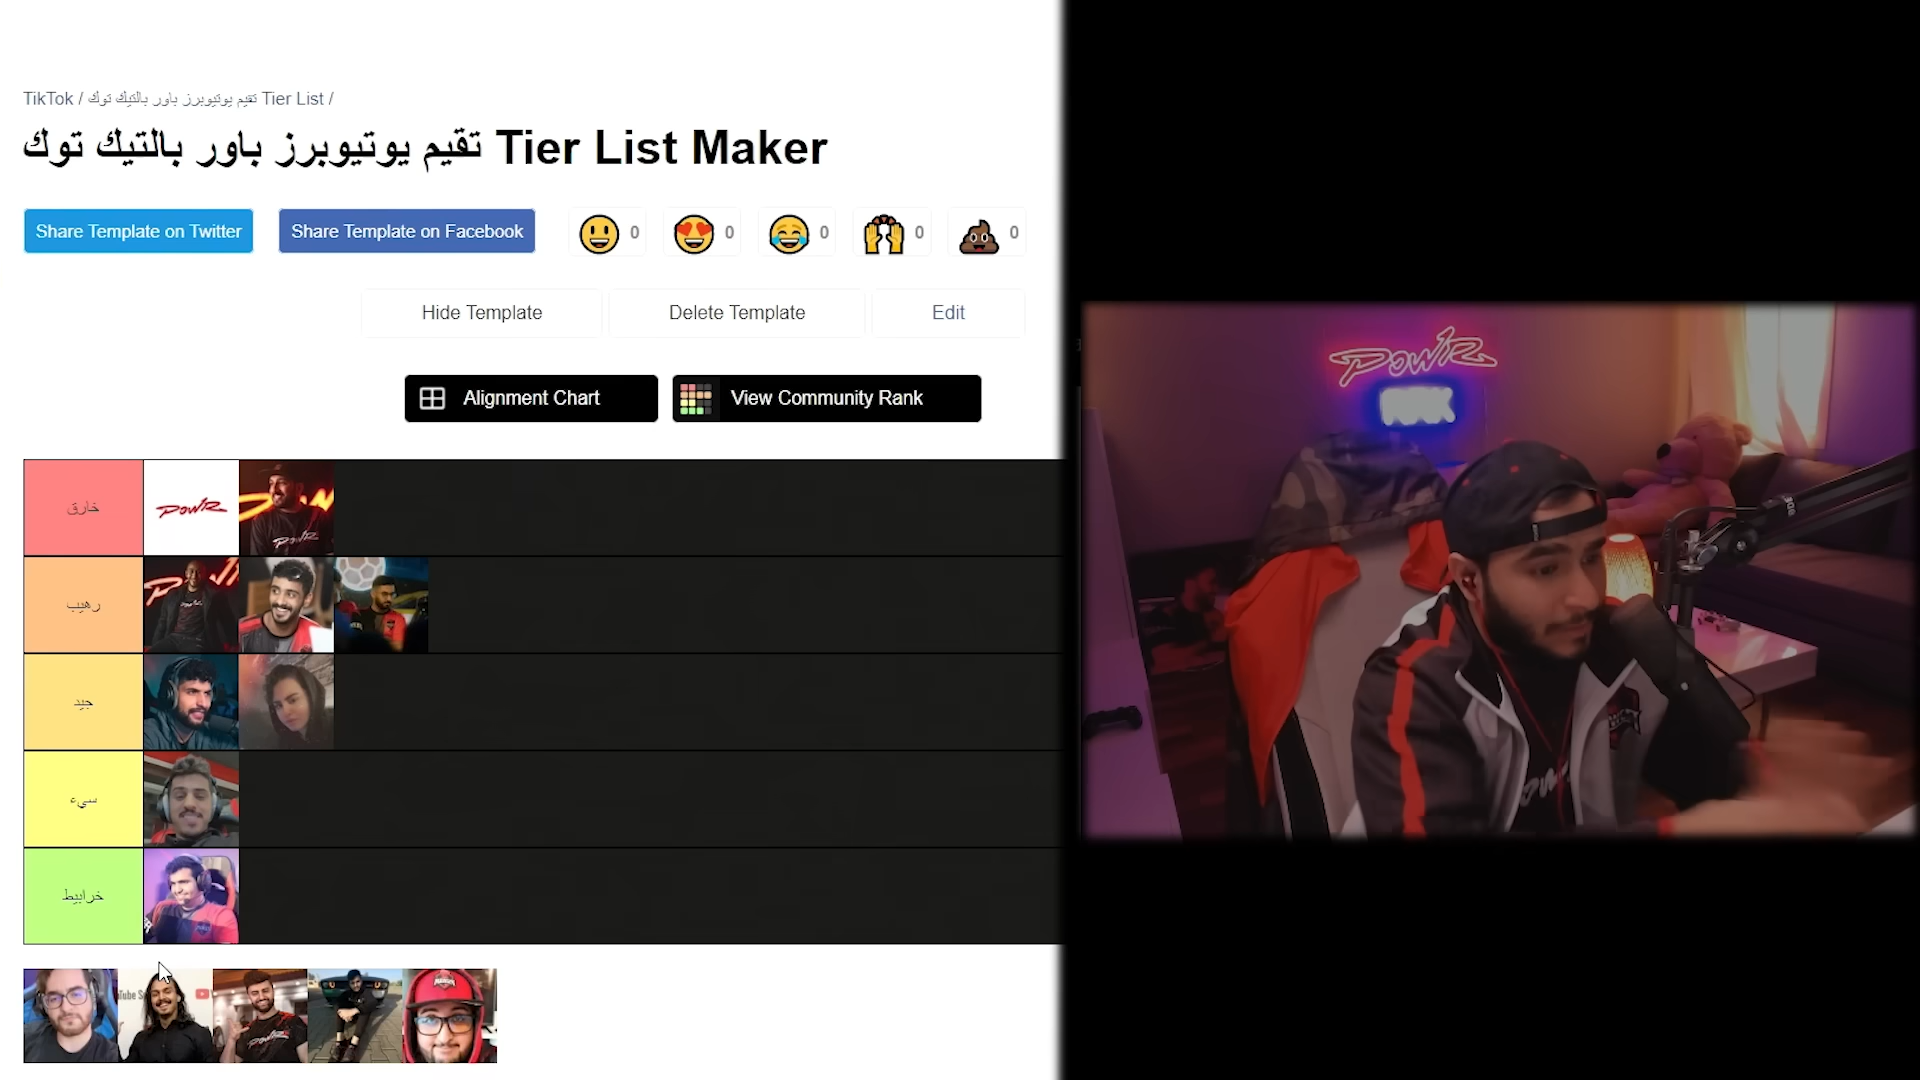 TikTok / تقيم يوتيوبرز باور بالتيك توك Tier List /
تقيم يوتيوبرز باور بالتيك توك Tier List Maker
Share Template on Twitter
Share Template on Facebook
0
0
0
0
0
Hide Template
Delete Template
Edit
Alignment Chart
View Community Rank
خارق
POWR
رهيب
جيد
سيء
خرابيط
POWR